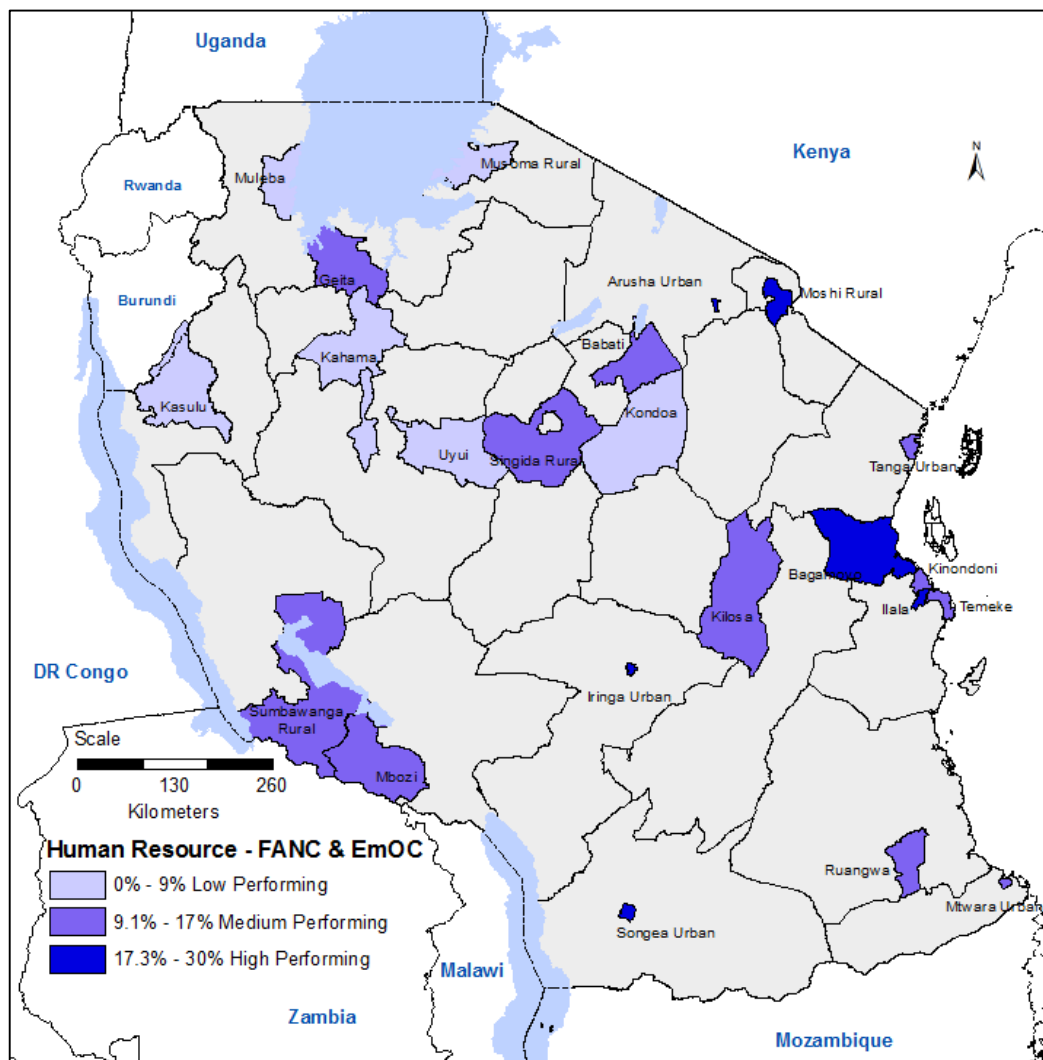 Uganda
Kenya
N
Musoma Rural
Muleba
Rwanda
Geita
Arusha Urban
Moshi Rural
Burundi
Babati
Kahama
Kasulu
Kondoa
Uyui
Singida Rural
Tanga Urban
Bagamoyo
Kinondoni
Ilala
Temeke
Kilosa
DR Congo
Iringa Urban
Sumbawanga
Rural
Scale
Mbozi
0 130 260
Kilometers
Human Resource - FANC & EmOC
0% - 9% Low Performing
9.1% - 17% Medium Performing
17.3% - 30% High Performing
Ruangwa
Mtwara Urban
Songea Urban
Malawi
Zambia
Mozambique